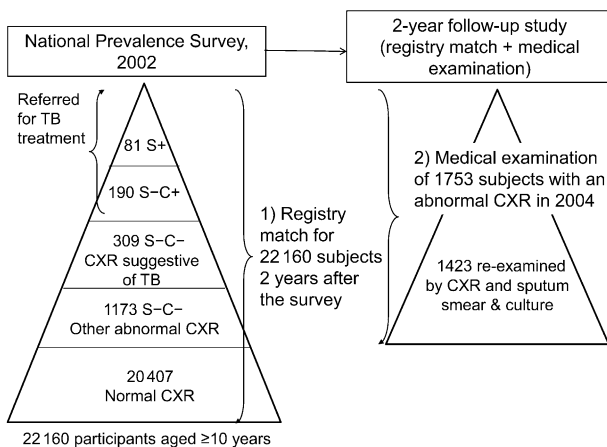 National Prevalence Survey,
2002
2-year follow-up study
(registry match + medical
examination)
Referred
for TB
treatment
81 S+
190 S−C+
309 S−C−
CXR suggestive
of TB
1173 S−C−
Other abnormal CXR
20 407
Normal CXR
22 160 participants aged ≥10 years
1) Registry
match for
22 160 subjects
2 years after
the survey
2) Medical examination
of 1753 subjects with an
abnormal CXR in 2004
1423 re-examined
by CXR and sputum
smear & culture